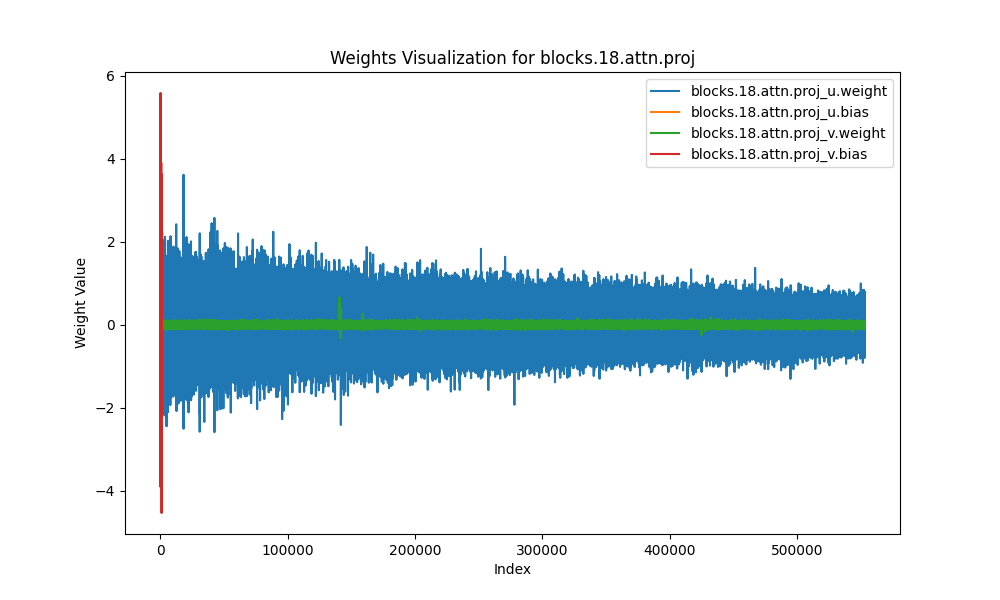 Weights Visualization for blocks.18.attn.proj
blocks.18.attn.proj_u.weight
blocks.18.attn.proj_u.bias
blocks.18.attn.proj_v.weight
blocks.18.attn.proj_v.bias
Weight Value
6
4
2
0
−2
−4
0 100000 200000 300000 400000 500000
Index